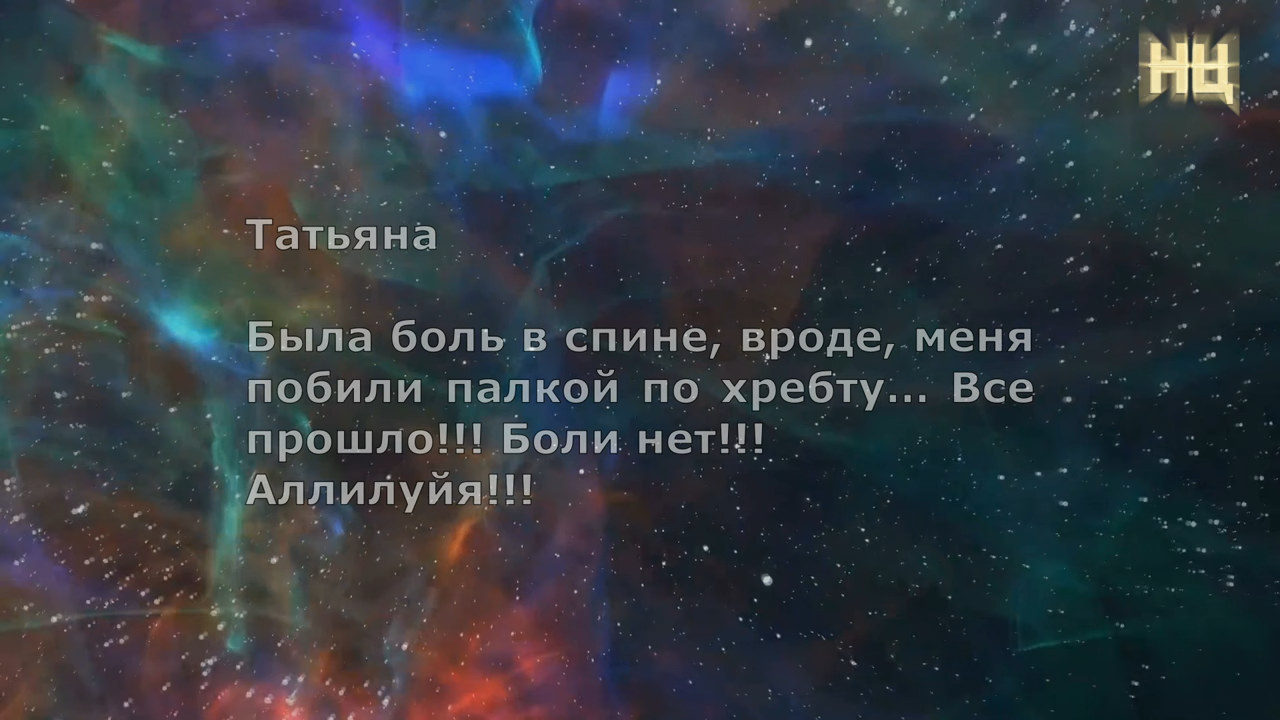 НЦ
Татьяна
Была боль в спине, вроде, меня
побили палкой по хребту... Все
прошло!!! Боли нет!!!
Аллилуйя!!!